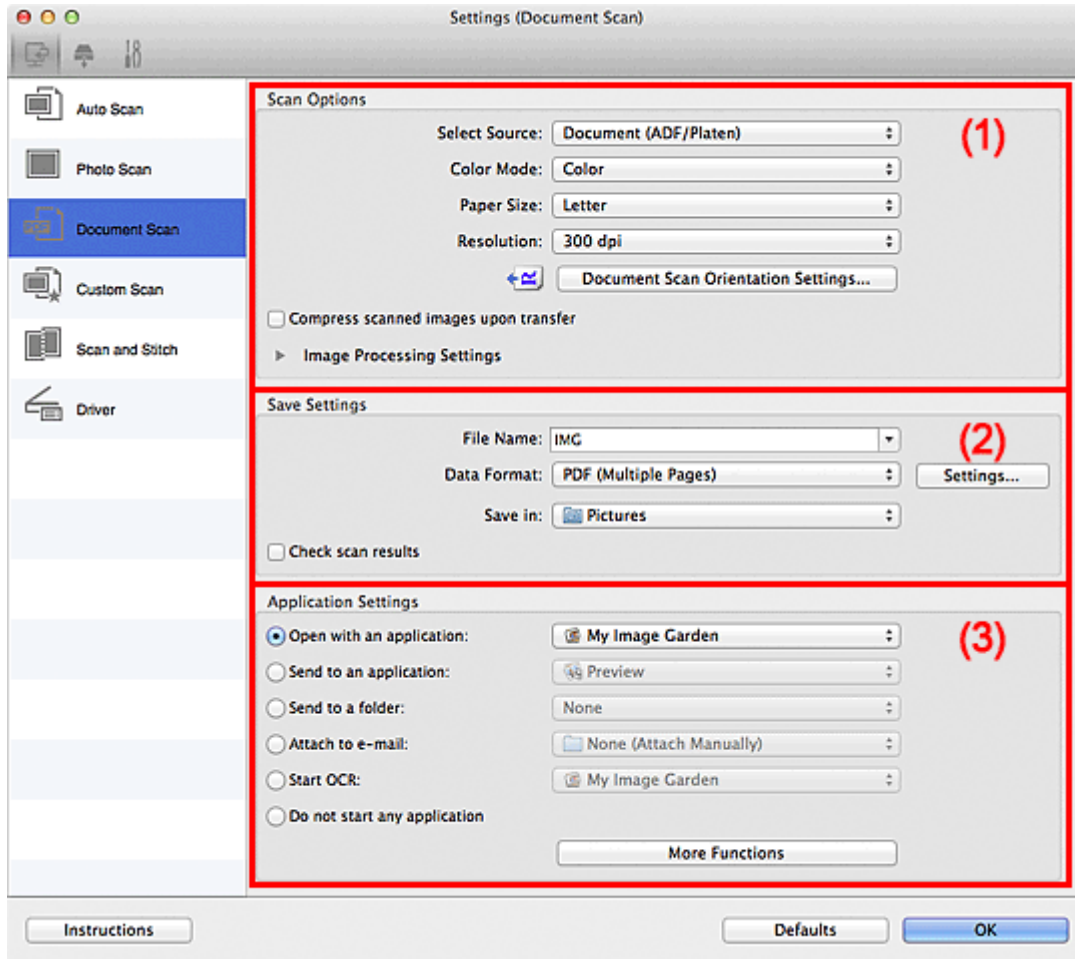 Settings (Document Scan)
Auto Scan
Photo Scan
Document Scan
Custom Scan
Scan and Stitch
Driver
Scan Options
(1)
Select Source: Document (ADF/Platen)
Color Mode: Color
Paper Size: Letter
Resolution: 300 dpi
Document Scan Orientation Settings...
Compress scanned images upon transfer
Image Processing Settings
Save Settings
(2)
File Name: IMG
Data Format: PDF (Multiple Pages) Settings...
Save in: Pictures
Check scan results
Application Settings
(3)
Open with an application: My Image Garden
Send to an application: Preview
Send to a folder: None
Attach to e-mail: None (Attach Manually)
Start OCR: My Image Garden
Do not start any application
More Functions
Instructions Defaults OK